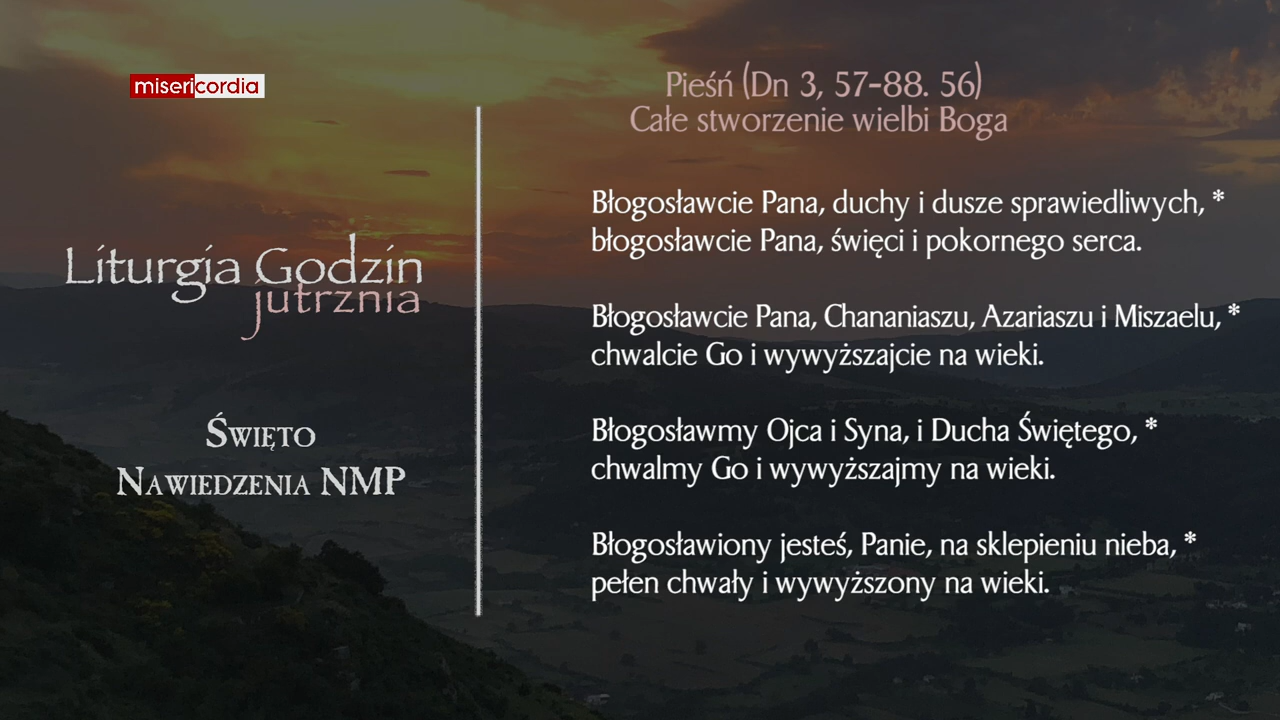 misericordia
Liturgia Godzin
jutrznia
Święto
Nawiedzenia NMP
Pieśń (Dn 3, 57-88. 56)
Całe stworzenie wielbi Boga
Błogosławcie Pana, duchy i dusze sprawiedliwych, *
błogosławcie Pana, święci i pokornego serca.
Błogosławcie Pana, Chananiaszu, Azariaszu i Miszaelu, *
chwalcie Go i wywyższajcie na wieki.
Błogosławmy Ojca i Syna, i Ducha Świętego, *
chwalmy Go i wywyższajmy na wieki.
Błogosławiony jesteś, Panie, na sklepieniu nieba, *
pełen chwały i wywyższony na wieki.